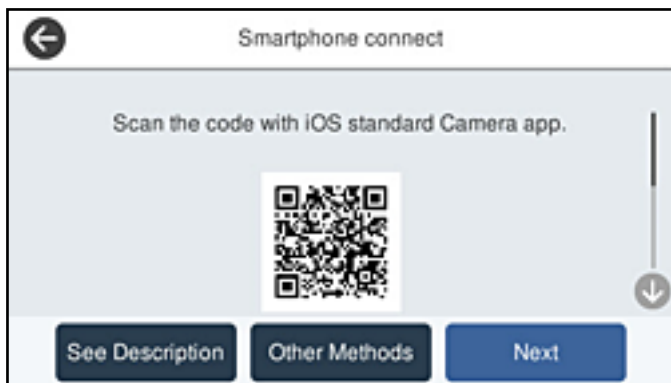 Smartphone connect
Scan the code with iOS standard Camera app.
See Description
Other Methods
Next